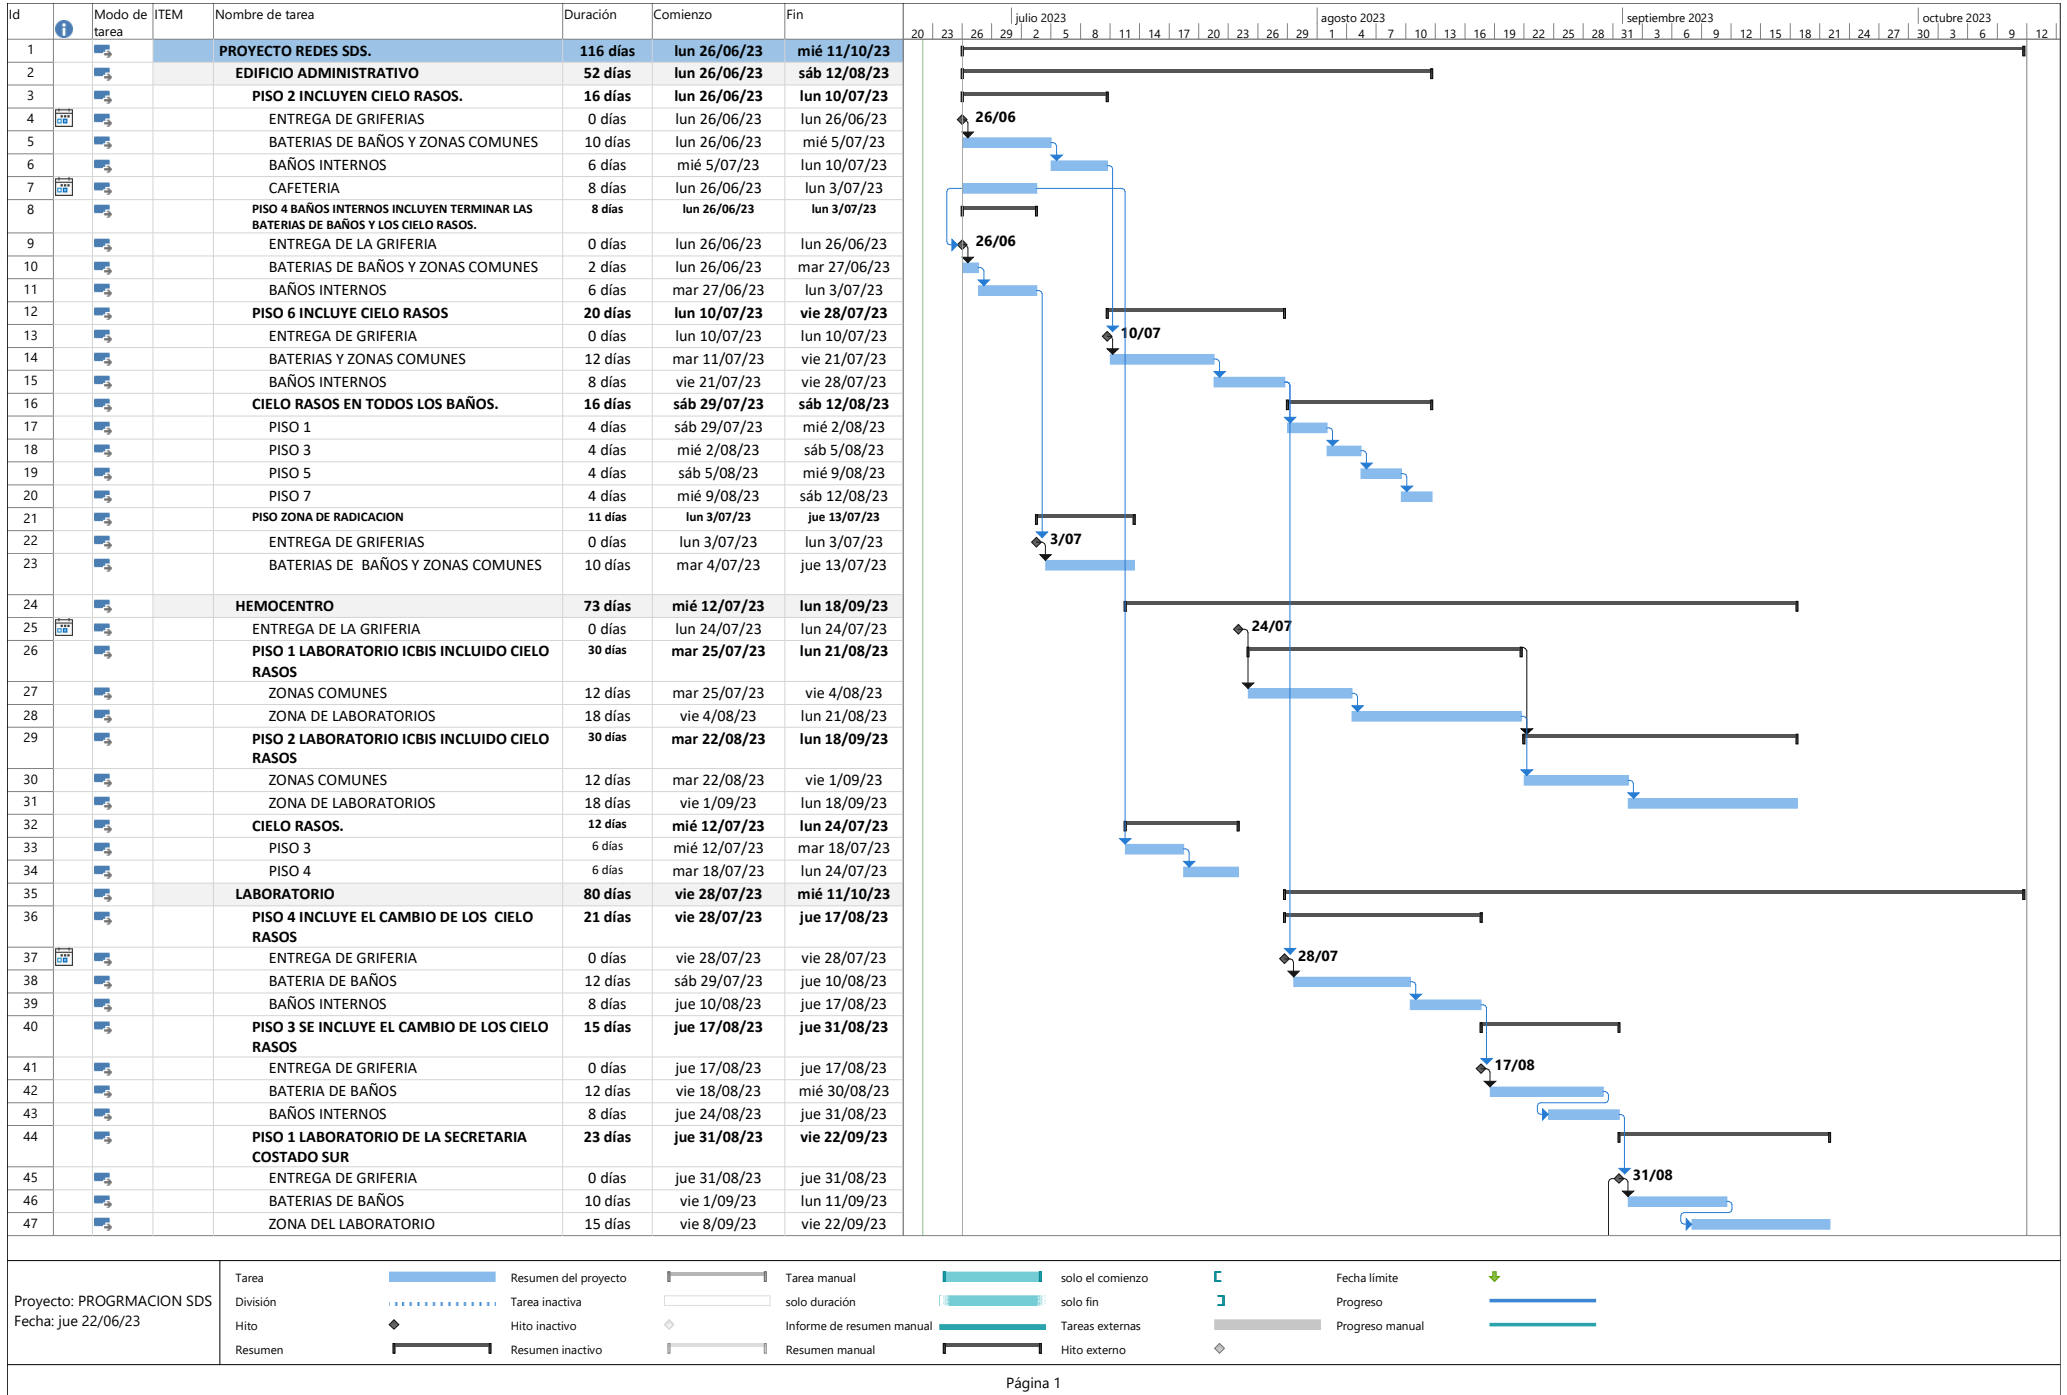 Id Modo de tarea ITEM Nombre de tarea Duración Comienzo Fin
julio 2023 agosto 2023 septiembre 2023 octubre 2023
20 23 26 29 2 5 8 11 14 17 20 23 26 29 1 4 7 10 13 16 19 22 25 28 31 3 6 9 12 15 18 21 24 27 30 3 6 9 12
1 PROYECTO REDES SDS. 116 días lun 26/06/23 mié 11/10/23
2 EDIFICIO ADMINISTRATIVO 52 días lun 26/06/23 sáb 12/08/23
3 PISO 2 INCLUYEN CIELO RASOS. 16 días lun 26/06/23 lun 10/07/23
4 ENTREGA DE GRIFERIAS 0 días lun 26/06/23 lun 26/06/23 26/06
5 BATERIAS DE BAÑOS Y ZONAS COMUNES 10 días lun 26/06/23 mié 5/07/23
6 BAÑOS INTERNOS 6 días mié 5/07/23 lun 10/07/23
7 CAFETERIA 8 días lun 26/06/23 lun 3/07/23
8 PISO 4 BAÑOS INTERNOS INCLUYEN TERMINAR LAS 8 días lun 26/06/23 lun 3/07/23
BATERIAS DE BAÑOS Y LOS CIELO RASOS.
9 ENTREGA DE LA GRIFERIA 0 días lun 26/06/23 lun 26/06/23 26/06
10 BATERIAS DE BAÑOS Y ZONAS COMUNES 2 días lun 26/06/23 mar 27/06/23
11 BAÑOS INTERNOS 6 días mar 27/06/23 lun 3/07/23
12 PISO 6 INCLUYE CIELO RASOS 20 días lun 10/07/23 vie 28/07/23
13 ENTREGA DE GRIFERIA 0 días lun 10/07/23 lun 10/07/23 10/07
14 BATERIAS Y ZONAS COMUNES 12 días mar 11/07/23 vie 21/07/23
15 BAÑOS INTERNOS 8 días vie 21/07/23 vie 28/07/23
16 CIELO RASOS EN TODOS LOS BAÑOS. 16 días sáb 29/07/23 sáb 12/08/23
17 PISO 1 4 días sáb 29/07/23 mié 2/08/23
18 PISO 3 4 días mié 2/08/23 sáb 5/08/23
19 PISO 5 4 días sáb 5/08/23 mié 9/08/23
20 PISO 7 4 días mié 9/08/23 sáb 12/08/23
21 PISO ZONA DE RADICACION 11 días lun 3/07/23 jue 13/07/23
22 ENTREGA DE GRIFERIAS 0 días lun 3/07/23 lun 3/07/23 3/07
23 BATERIAS DE BAÑOS Y ZONAS COMUNES 10 días mar 4/07/23 jue 13/07/23
24 HEMOCENTRO 73 días mié 12/07/23 lun 18/09/23
25 ENTREGA DE LA GRIFERIA 0 días lun 24/07/23 lun 24/07/23 24/07
26 PISO 1 LABORATORIO ICBIS INCLUIDO CIELO 30 días mar 25/07/23 lun 21/08/23
RASOS
27 ZONAS COMUNES 12 días mar 25/07/23 vie 4/08/23
28 ZONA DE LABORATORIOS 18 días vie 4/08/23 lun 21/08/23
29 PISO 2 LABORATORIO ICBIS INCLUIDO CIELO 30 días mar 22/08/23 lun 18/09/23
RASOS
30 ZONAS COMUNES 12 días mar 22/08/23 vie 1/09/23
31 ZONA DE LABORATORIOS 18 días vie 1/09/23 lun 18/09/23
32 CIELO RASOS. 12 días mié 12/07/23 lun 24/07/23
33 PISO 3 6 días mié 12/07/23 mar 18/07/23
34 PISO 4 6 días mar 18/07/23 lun 24/07/23
35 LABORATORIO 80 días vie 28/07/23 mié 11/10/23
36 PISO 4 INCLUYE EL CAMBIO DE LOS CIELO 21 días vie 28/07/23 jue 17/08/23
RASOS
37 ENTREGA DE GRIFERIA 0 días vie 28/07/23 vie 28/07/23 28/07
38 BATERIA DE BAÑOS 12 días sáb 29/07/23 jue 10/08/23
39 BAÑOS INTERNOS 8 días jue 10/08/23 jue 17/08/23
40 PISO 3 SE INCLUYE EL CAMBIO DE LOS CIELO 15 días jue 17/08/23 jue 31/08/23
RASOS
41 ENTREGA DE GRIFERIA 0 días jue 17/08/23 jue 17/08/23 17/08
42 BATERIA DE BAÑOS 12 días vie 18/08/23 mié 30/08/23
43 BAÑOS INTERNOS 8 días jue 24/08/23 jue 31/08/23
44 PISO 1 LABORATORIO DE LA SECRETARIA 23 días jue 31/08/23 vie 22/09/23
COSTADO SUR
45 ENTREGA DE GRIFERIA 0 días jue 31/08/23 jue 31/08/23 31/08
46 BATERIAS DE BAÑOS 10 días vie 1/09/23 lun 11/09/23
47 ZONA DEL LABORATORIO 15 días vie 8/09/23 vie 22/09/23
Proyecto: PROGRMACION SDS
Fecha: jue 22/06/23
Tarea Resumen del proyecto Tarea manual solo el comienzo Fecha límite
División Tarea inactiva solo duración solo fin Progreso
Hito Hito inactivo Informe de resumen manual Tareas externas Progreso manual
Resumen Resumen inactivo Resumen manual Hito externo
Página 1